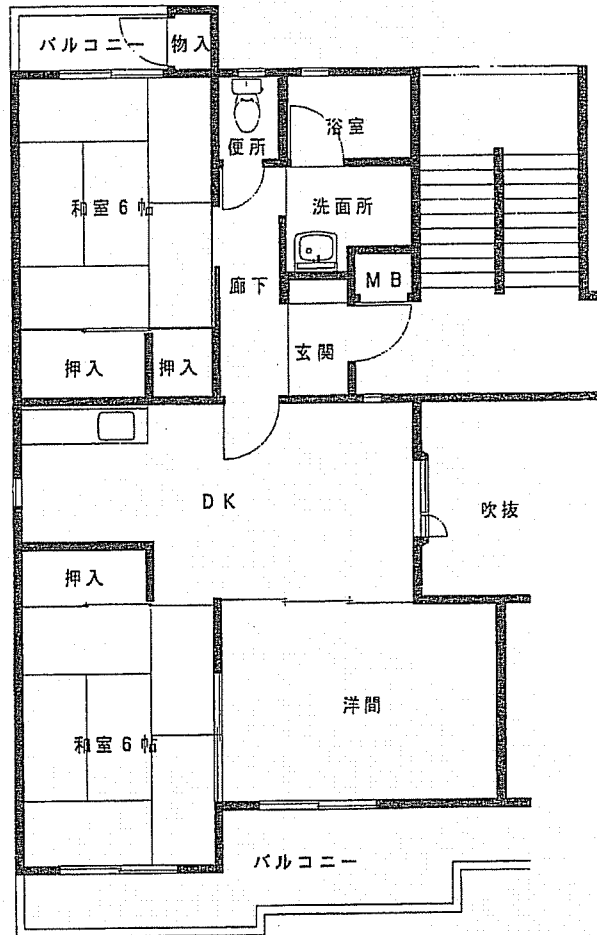 バルコニー
物入
便所
浴室
和室6帖
洗面所
廊下
MB
押入
押入
玄関
DK
吹抜
押入
洋間
和室6帖
バルコニー